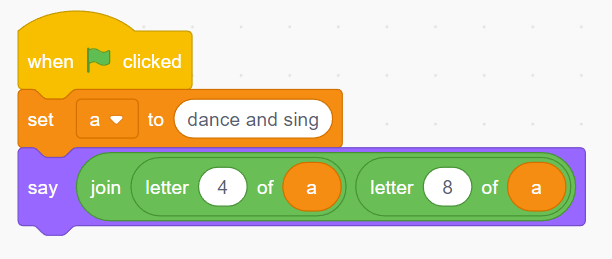 when clicked
set a to dance and sing
say join letter 4 of a letter 8 of a